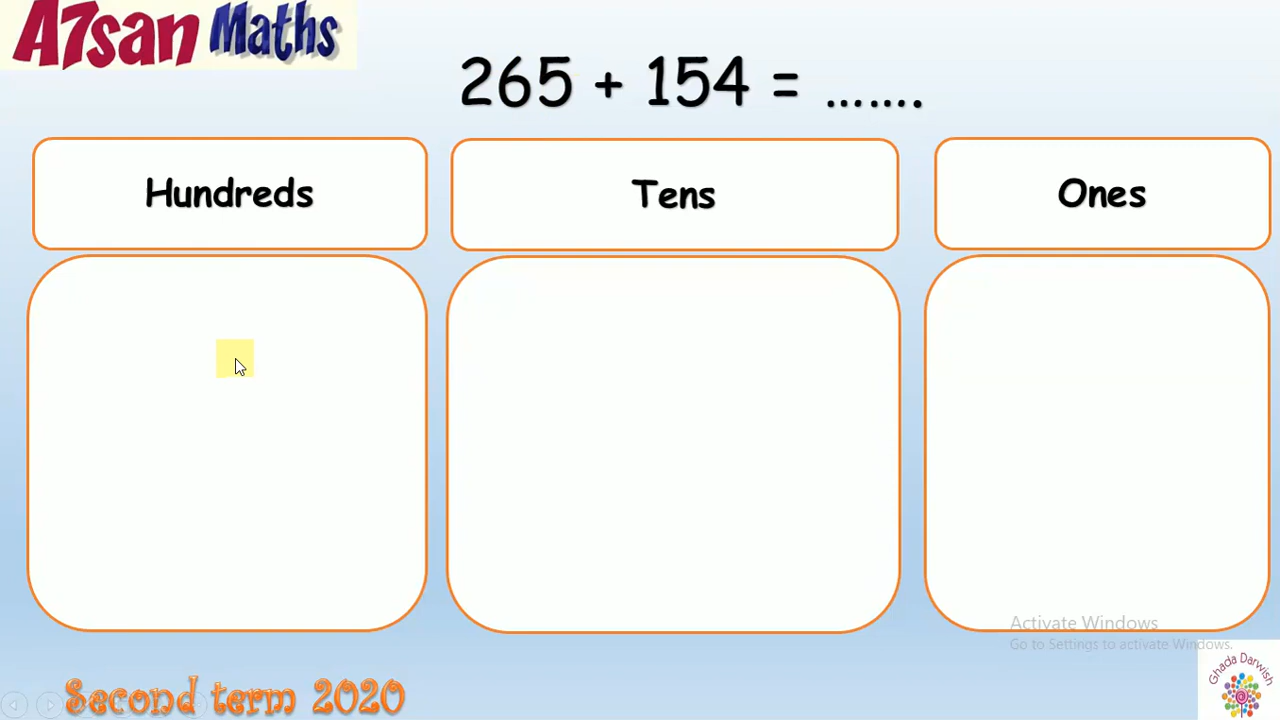 A7san Maths
265 + 154 = …….
Hundreds
Tens
Ones
Activate Windows
Go to Settings to activate Windows.
Ghada Darwish
Second term 2020